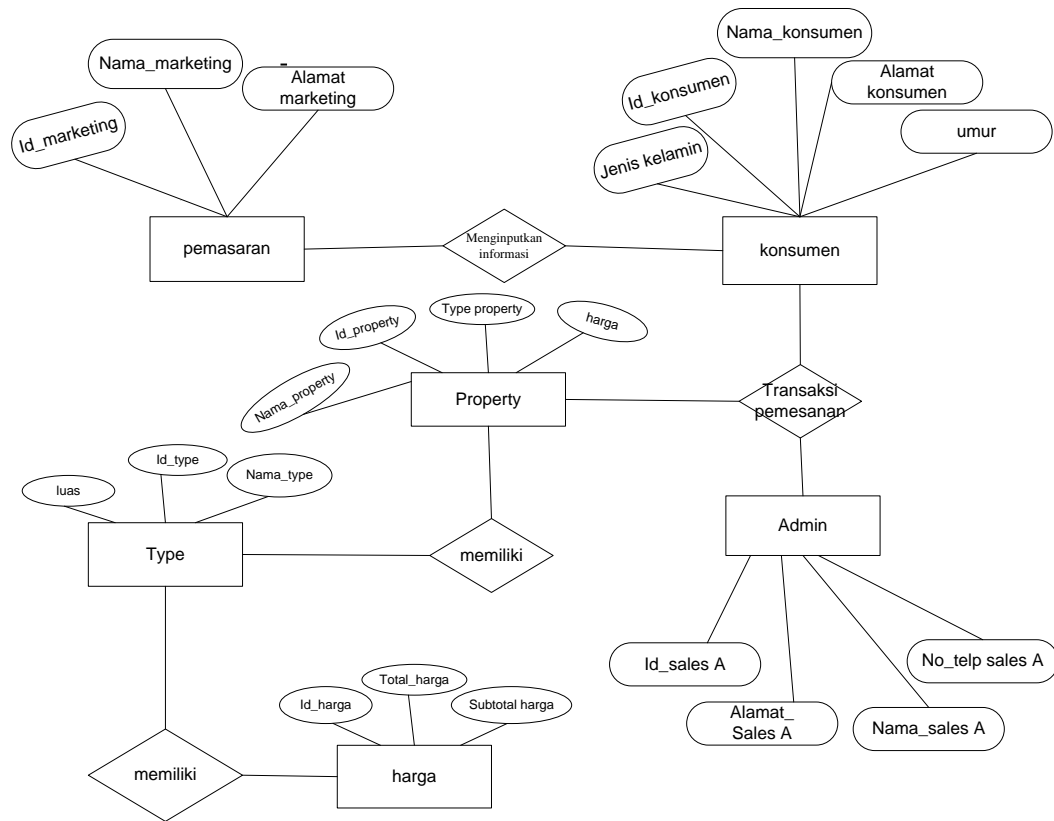 Nama_konsumen
Nama_marketing
Alamat
marketing
Alamat
konsumen
Id_konsumen
Id_marketing
umur
Jenis kelamin
pemasaran
Menginputkan
informasi
konsumen
Type property
Id_property
harga
Nama_property
Property
Transaksi
pemesanan
Id_type
Nama_type
luas
Type
memiliki
Admin
Id_sales A
No_telp sales A
Alamat_
Sales A
Nama_sales A
Total_harga
Id_harga
Subtotal harga
memiliki
harga